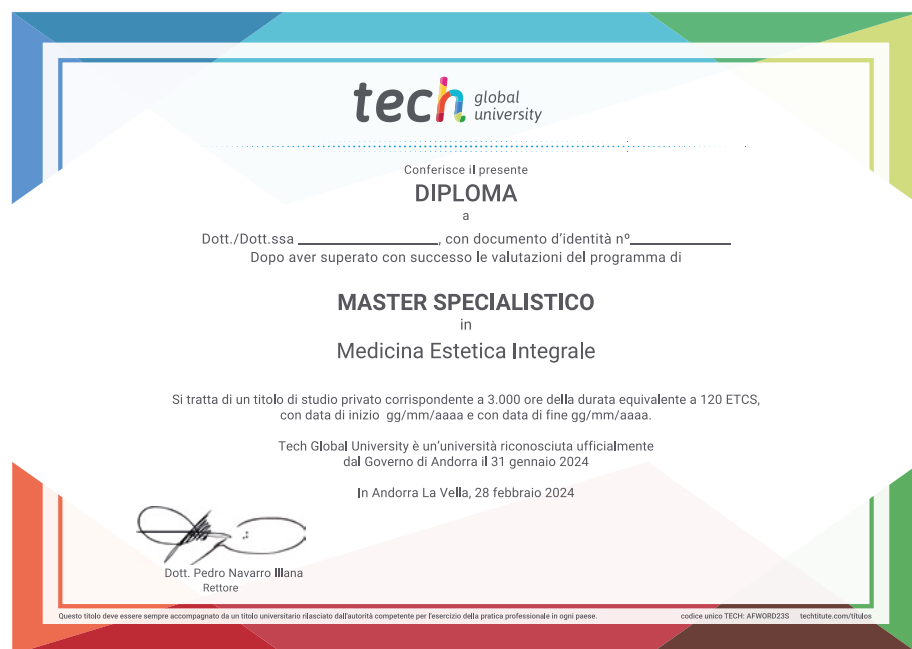 tech global university
Conferisce il presente
DIPLOMA
a
Dott./Dott.ssa ________________, con documento d'identità nº____________
Dopo aver superato con successo le valutazioni del programma di
MASTER SPECIALISTICO
in
Medicina Estetica Integrale
Si tratta di un titolo di studio privato corrispondente a 3.000 ore della durata equivalente a 120 ETCS,
con data di inizio gg/mm/aaaa e con data di fine gg/mm/aaaa.
Tech Global University è un'università riconosciuta ufficialmente
dal Governo di Andorra il 31 gennaio 2024
In Andorra La Vella, 28 febbraio 2024
Dott. Pedro Navarro Illana
Rettore
Questo titolo deve essere sempre accompagnato da un titolo universitario rilasciato dall'autorità competente per l'esercizio della pratica professionale in ogni paese. codice unico TECH: AFWORD23S techtitute.com/titulos